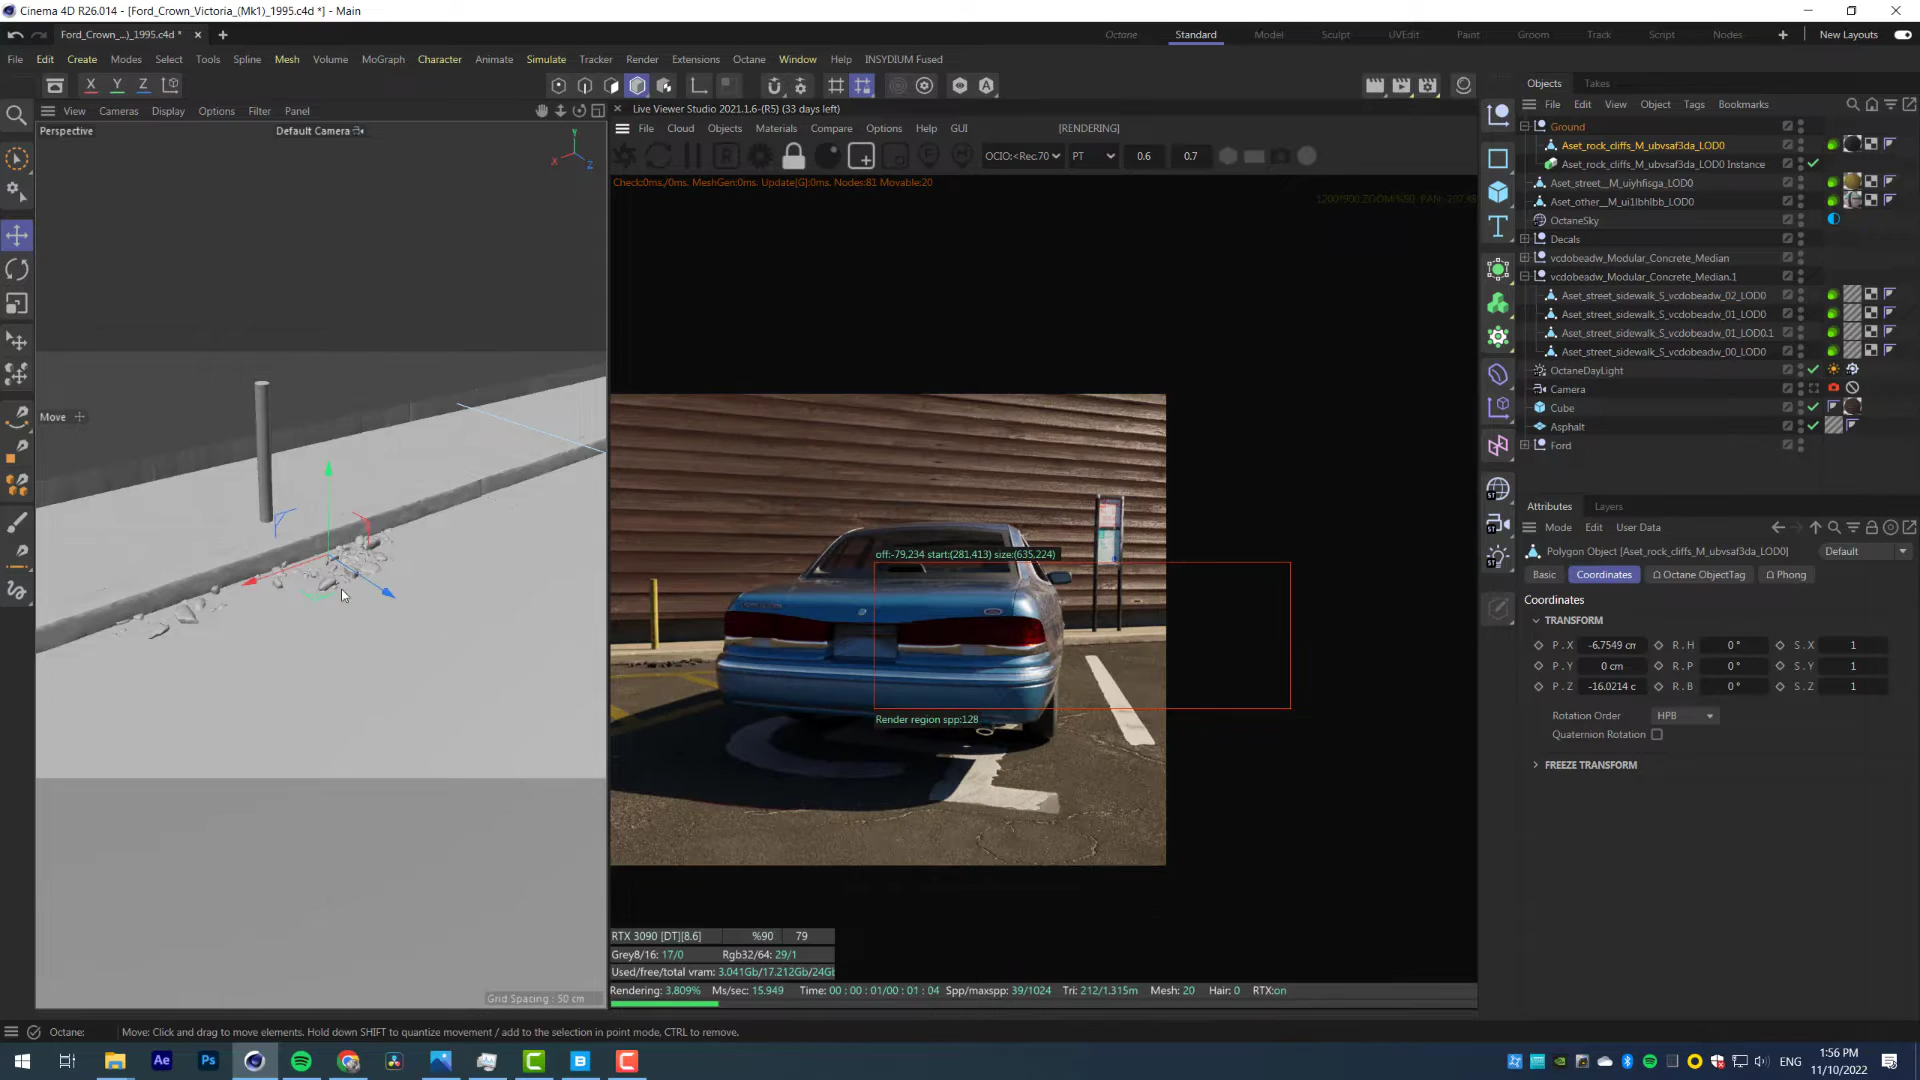 Cinema 4D R26.014 - [Ford_Crown_Victoria_(Mk1)_1995.c4d *] - Main
Ford_Crown_...)_1995.c4d *
Octane Standard Model Sculpt UVEdit Paint Groom Track Script Nodes New Layouts
File Edit Create Modes Select Tools Spline Mesh Volume MoGraph Character Animate Simulate Tracker Render Extensions Octane Window Help INSYDIUM Fused
X Y Z
View Cameras Display Options Filter Panel
Perspective
Default Camera
Y
X
Z
Move
Grid Spacing : 50 cm
Live Viewer Studio 2021.1.6-(R5) (33 days left)
File Cloud Objects Materials Compare Options Help GUI [RENDERING]
OCIO:<Rec.70 PT 0.6 0.7
Check:0ms./0ms. MeshGen:0ms. Update[G]:0ms. Nodes:81 Movable:20
off:-79,234 start:(281,413) size:(635,224)
Render region spp:128
RTX 3090 [DT][8.6] %90 79
Grey8/16: 17/0 Rgb32/64: 29/1
Used/free/total vram: 3.041Gb/17.212Gb/24Gb
Rendering: 3.809% Ms/sec: 15.949 Time: 00 : 00 : 01/00 : 01 : 04 Spp/maxspp: 39/1024 Tri: 212/1.315m Mesh: 20 Hair: 0 RTX:on
Objects Takes
File Edit View Object Tags Bookmarks
Ground
Aset_rock_cliffs_M_ubvsaf3da_LOD0
Aset_rock_cliffs_M_ubvsaf3da_LOD0 Instance
Aset_street__M_uiyhfisga_LOD0
Aset_other__M_ui1lbhlbb_LOD0
OctaneSky
Decals
vcdobeadw_Modular_Concrete_Median
vcdobeadw_Modular_Concrete_Median.1
Aset_street_sidewalk_S_vcdobeadw_02_LOD0
Aset_street_sidewalk_S_vcdobeadw_01_LOD0
Aset_street_sidewalk_S_vcdobeadw_01_LOD0.1
Aset_street_sidewalk_S_vcdobeadw_00_LOD0
OctaneDayLight
Camera
Cube
Asphalt
Ford
Attributes Layers
Mode Edit User Data
Polygon Object [Aset_rock_cliffs_M_ubvsaf3da_LOD0]
Default
Basic Coordinates Octane ObjectTag Phong
Coordinates
TRANSFORM
P . X -6.7549 cm R . H 0 ° S . X 1
P . Y 0 cm R . P 0 ° S . Y 1
P . Z -16.0214 c R . B 0 ° S . Z 1
Rotation Order HPB
Quaternion Rotation
FREEZE TRANSFORM
Octane: Move: Click and drag to move elements. Hold down SHIFT to quantize movement / add to the selection in point mode, CTRL to remove.
Ae Ps
ENG
1:56 PM
11/10/2022